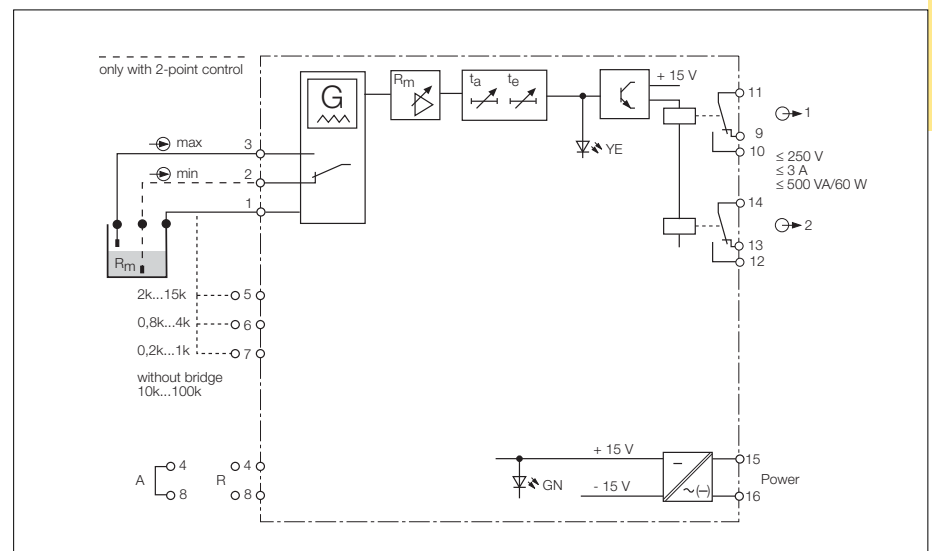 only with 2-point control
G
Rm
ta
te
+ 15 V
11
1
YE
9
10
≤ 250 V
≤ 3 A
≤ 500 VA/60 W
max
3
min
2
1
14
2
13
12
Rm
2k...15k
5
0,8k...4k
6
0,2k...1k
7
without bridge
10k...100k
A
4
8
R
4
8
+ 15 V
GN
- 15 V
–
~(–)
15
Power
16